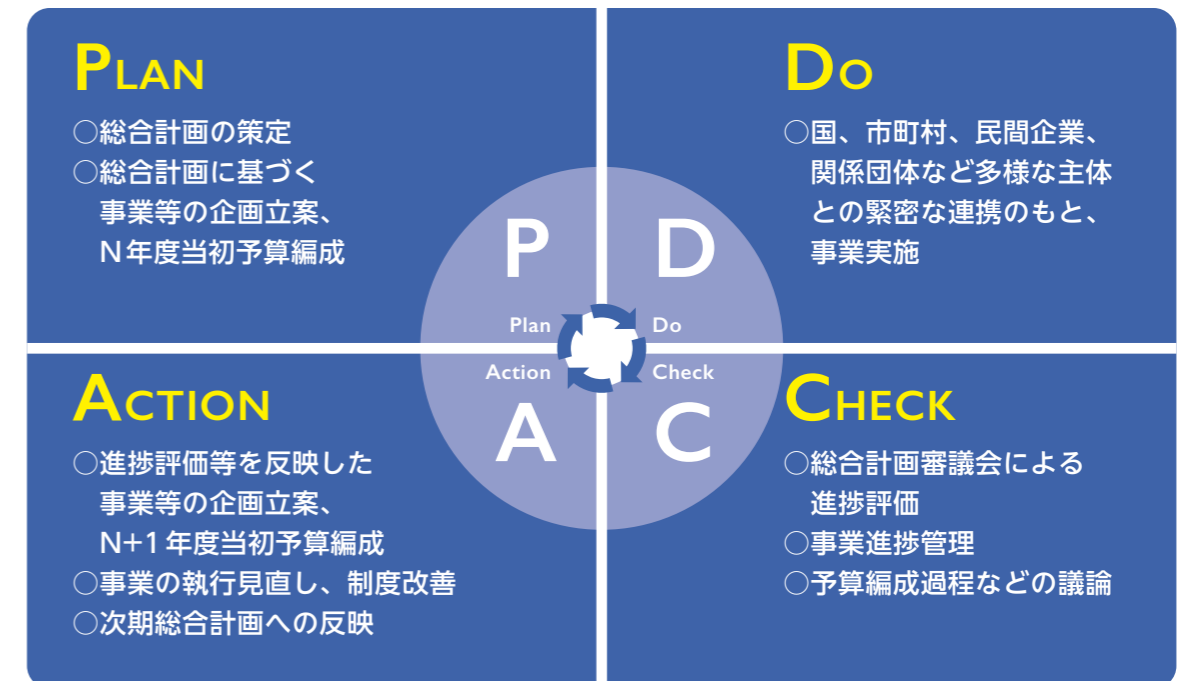 PLAN
○総合計画の策定
○総合計画に基づく
事業等の企画立案、
N年度当初予算編成
DO
○国、市町村、民間企業、
関係団体など多様な主体
との緊密な連携のもと、
事業実施
P
D
Plan
Do
Action
Check
A
C
ACTION
○進捗評価等を反映した
事業等の企画立案、
N+1年度当初予算編成
○事業の執行見直し、制度改善
○次期総合計画への反映
CHECK
○総合計画審議会による
進捗評価
○事業進捗管理
○予算編成過程などの議論